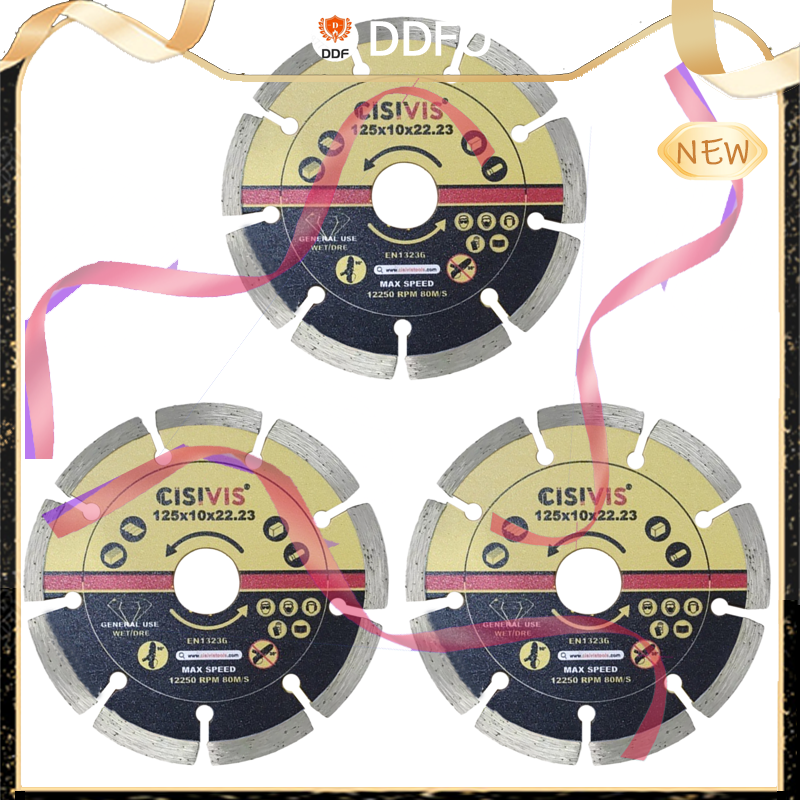 DDF
DDFO
NEW
CISIVIS®
125x10x22.23
GENERAL USE
WET/DRE
EN13236
www.cisivistools.com
MAX SPEED
12250 RPM 80M/S
CISIVIS®
125x10x22.23
GENERAL USE
WET/DRE
EN13236
www.cisivistools.com
MAX SPEED
12250 RPM 80M/S
CISIVIS®
125x10x22.23
GENERAL USE
WET/DRE
EN13236
www.cisivistools.com
MAX SPEED
12250 RPM 80M/S